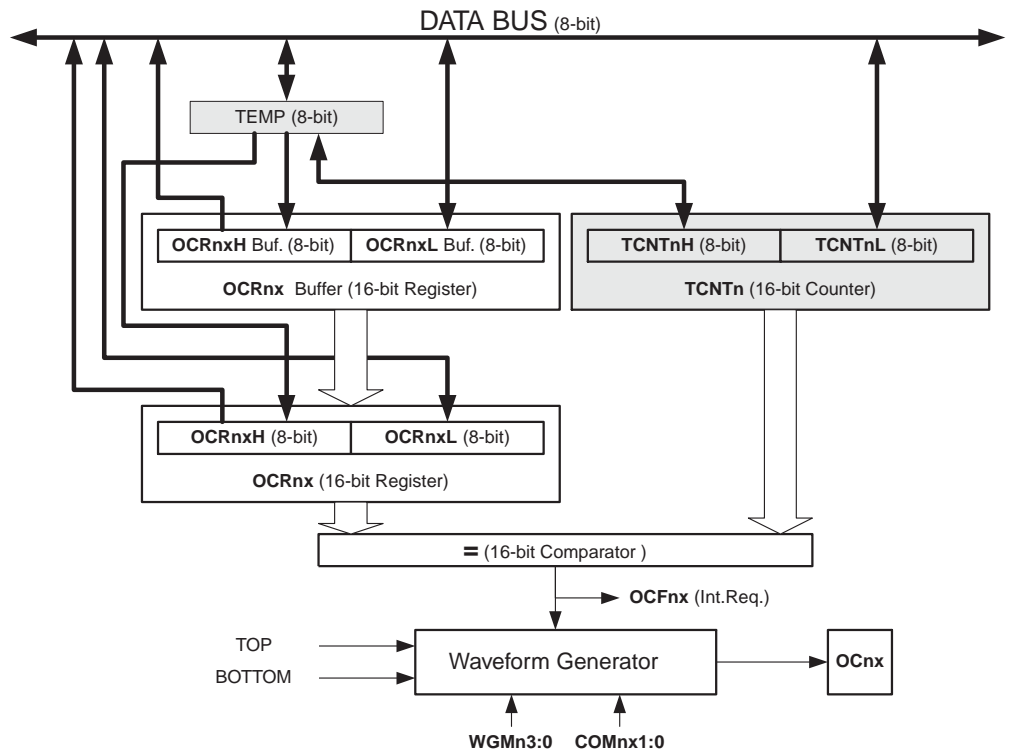 DATA BUS (8-bit)
TEMP (8-bit)
OCRnxH Buf. (8-bit) OCRnxL Buf. (8-bit)
OCRnx Buffer (16-bit Register)
TCNTnH (8-bit) TCNTnL (8-bit)
TCNTn (16-bit Counter)
OCRnxH (8-bit) OCRnxL (8-bit)
OCRnx (16-bit Register)
= (16-bit Comparator )
OCFnx (Int.Req.)
TOP
BOTTOM
Waveform Generator
OCnx
WGMn3:0 COMnx1:0